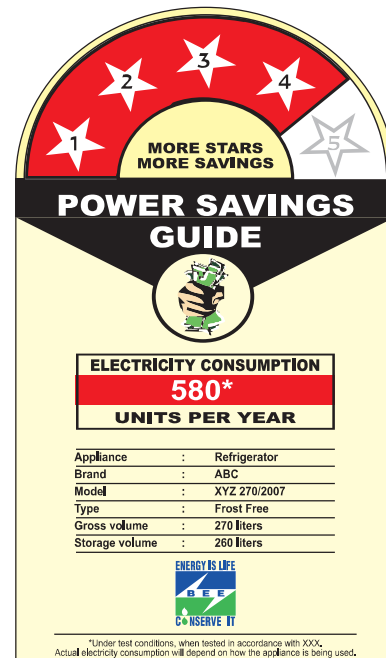 1
2
3
4
5
MORE STARS
MORE SAVINGS
POWER SAVINGS
GUIDE
ELECTRICITY CONSUMPTION
580*
UNITS PER YEAR
Appliance : Refrigerator
Brand : ABC
Model : XYZ 270/2007
Type : Frost Free
Gross volume : 270 liters
Storage volume : 260 liters
ENERGY IS LIFE
BEE
CONSERVE IT
*Under test conditions, when tested in accordance with XXX.
Actual electricity consumption will depend on how the appliance is being used.